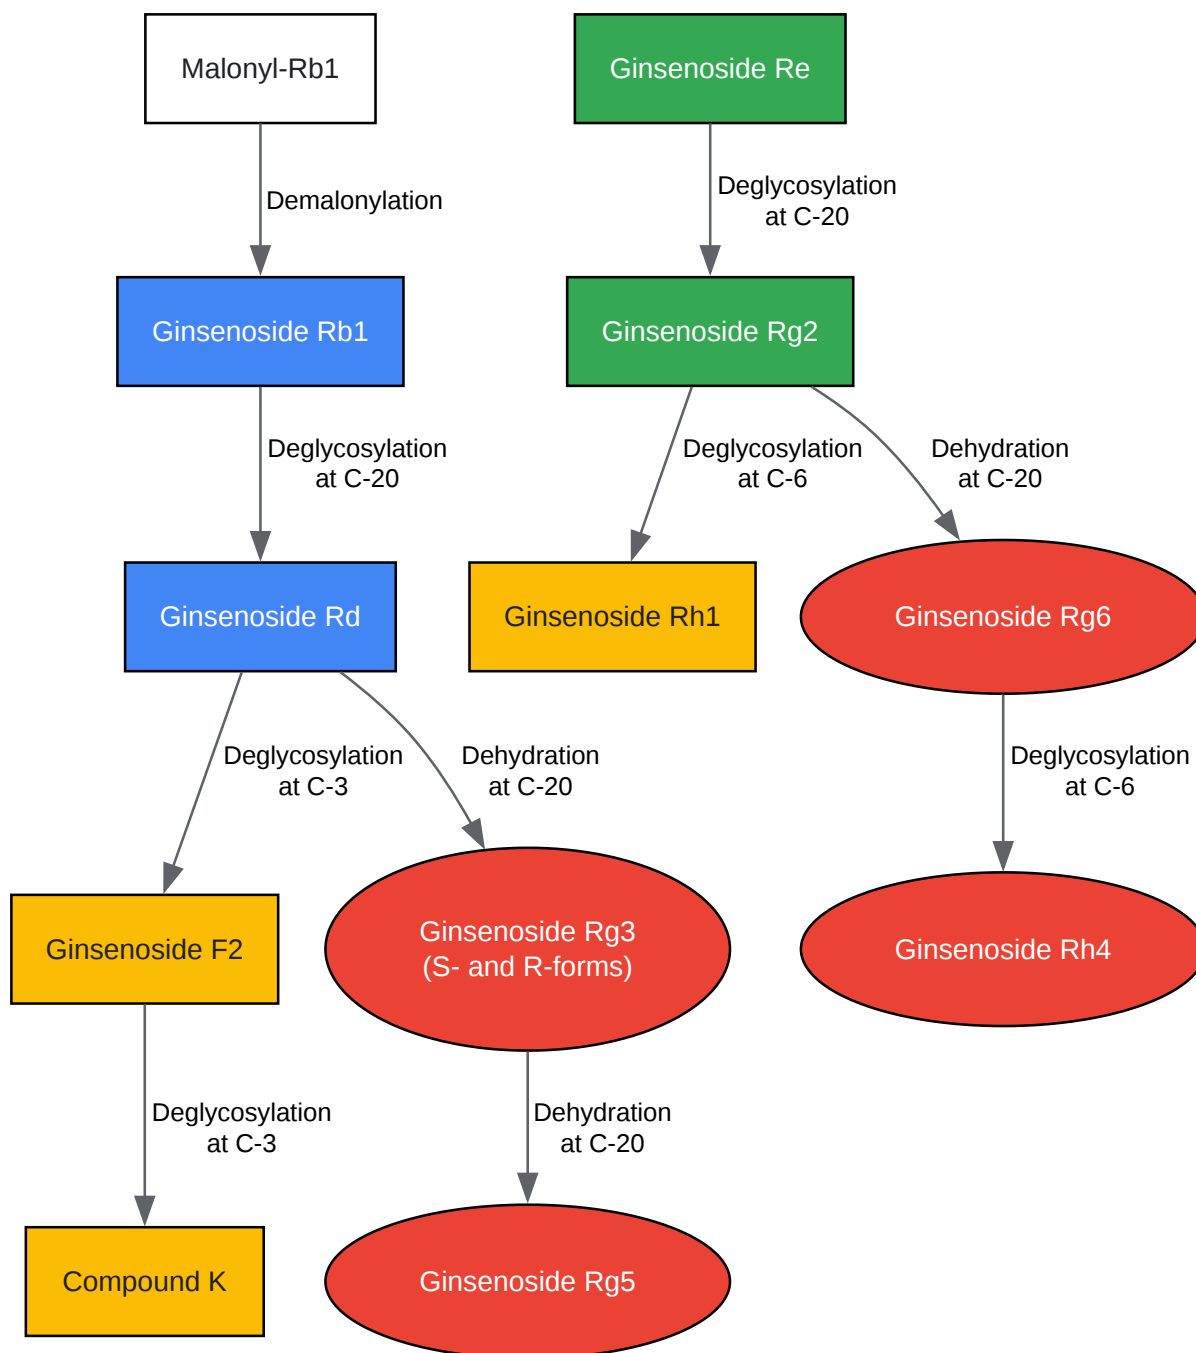 Malonyl-Rb1
Ginsenoside Re
Demalonylation
Deglycosylation
at C-20
Ginsenoside Rb1
Ginsenoside Rg2
Deglycosylation
at C-20
Deglycosylation
at C-6
Dehydration
at C-20
Ginsenoside Rd
Ginsenoside Rh1
Ginsenoside Rg6
Deglycosylation
at C-3
Dehydration
at C-20
Deglycosylation
at C-6
Ginsenoside F2
Ginsenoside Rg3
(S- and R-forms)
Ginsenoside Rh4
Deglycosylation
at C-3
Dehydration
at C-20
Compound K
Ginsenoside Rg5